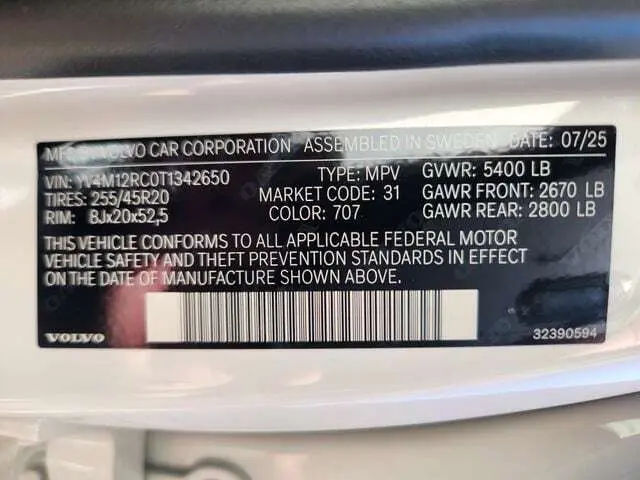 MFD BY VOLVO CAR CORPORATION ASSEMBLED IN SWEDEN DATE: 07/25
VIN: YV4M12RC0T1342650 TYPE: MPV GVWR: 5400 LB
TIRES: 255/45R20 MARKET CODE: 31 GAWR FRONT: 2670 LB
RIM: 8Jx20x52,5 COLOR: 707 GAWR REAR: 2800 LB
THIS VEHICLE CONFORMS TO ALL APPLICABLE FEDERAL MOTOR
VEHICLE SAFETY AND THEFT PREVENTION STANDARDS IN EFFECT
ON THE DATE OF MANUFACTURE SHOWN ABOVE.
VOLVO 32390594